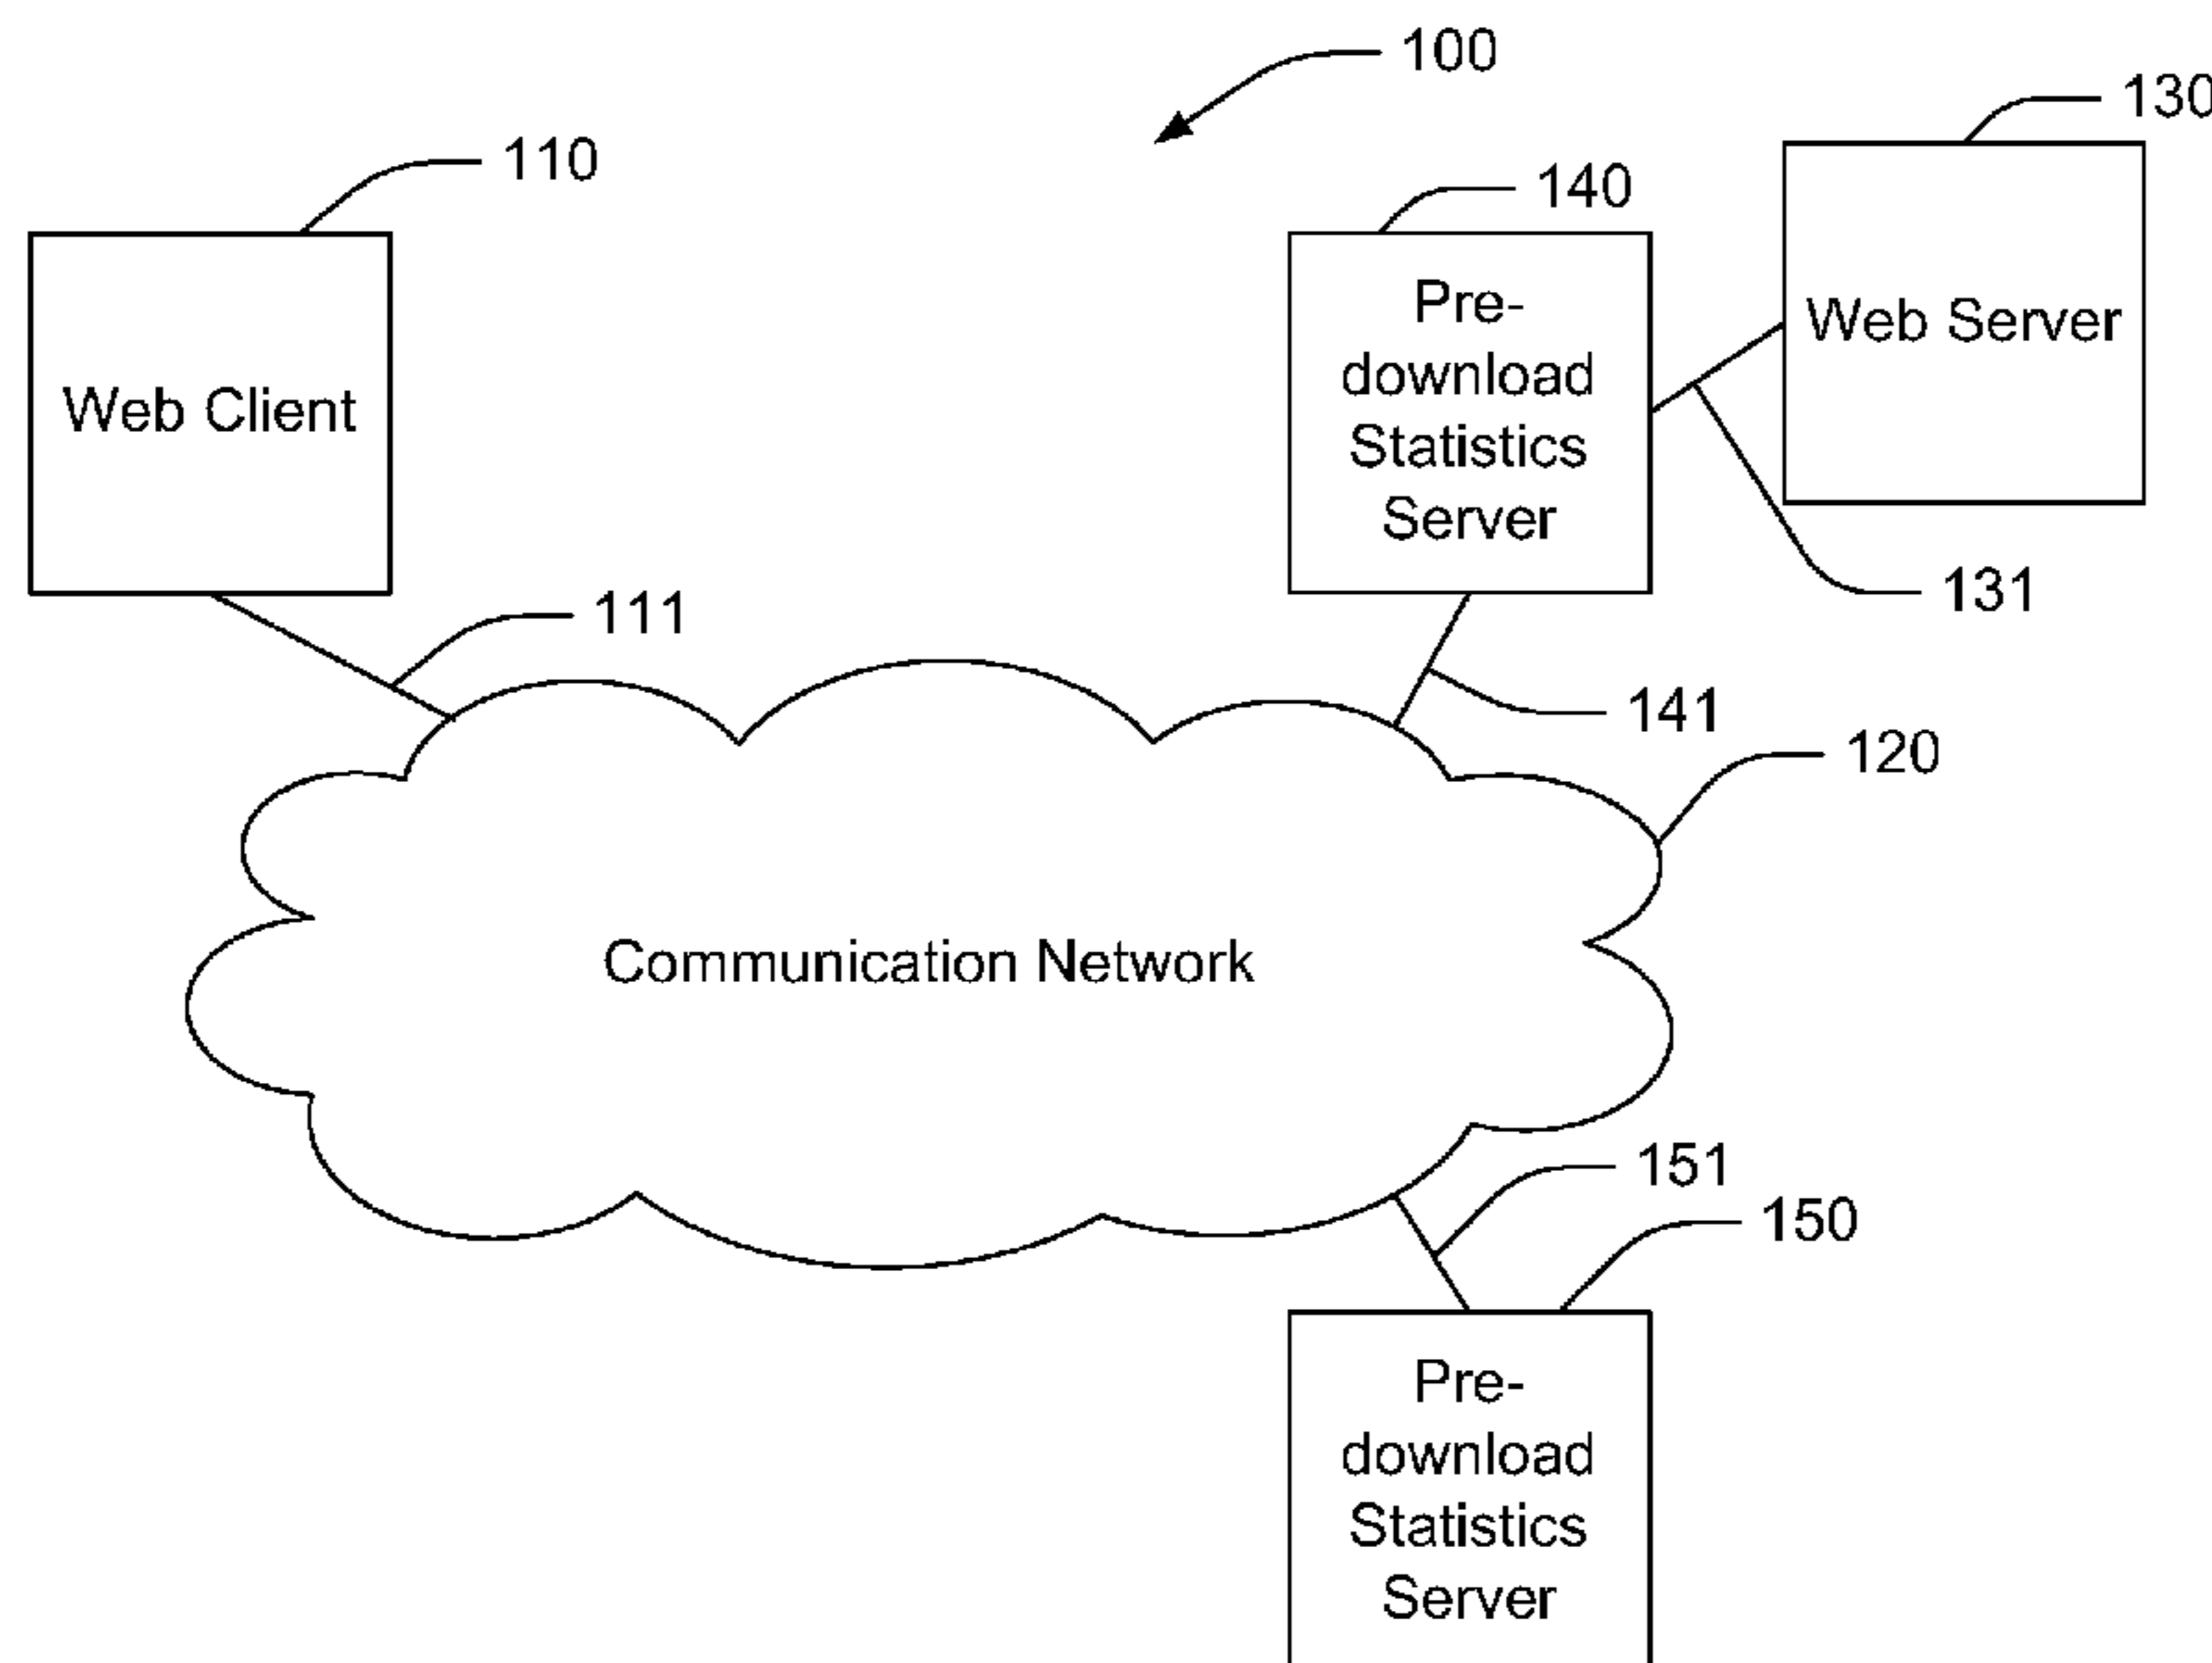 100
130
110
140
Pre-
download
Statistics
Server
Web Server
Web Client
131
111
141
120
Communication Network
151
150
Pre-
download
Statistics
Server